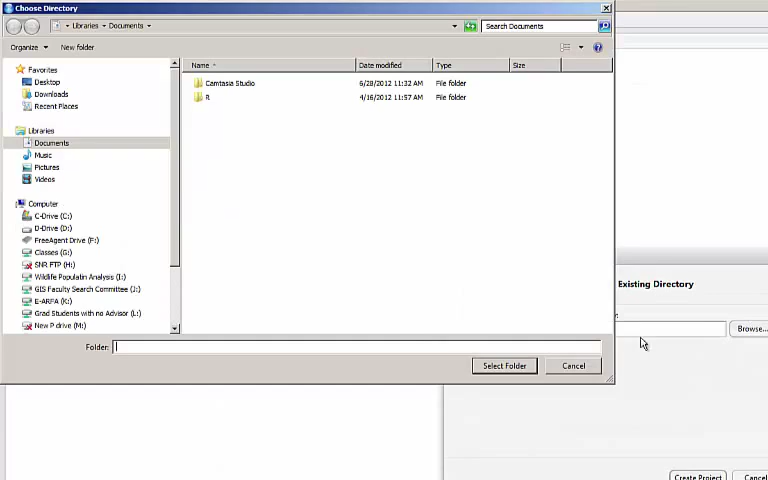 Choose Directory
Libraries Documents
Search Documents
Organize
New folder
Name
Date modified
Type
Size
Favorites
Desktop
Downloads
Recent Places
Libraries
Documents
Music
Pictures
Videos
Computer
C-Drive (C:)
D-Drive (D:)
FreeAgent Drive (F:)
Classes (G:)
SNR FTP (H:)
Wildlife Populatin Analysis (I:)
GIS Faculty Search Committee (J:)
E-ARPA (K:)
Grad Students with no Advisor (L:)
New P drive (M:)
Camtasia Studio 6/28/2012 11:32 AM File folder
R 4/16/2012 11:57 AM File folder
Folder:
Select Folder
Cancel
Existing Directory
Browse...
Create Project
Cancel